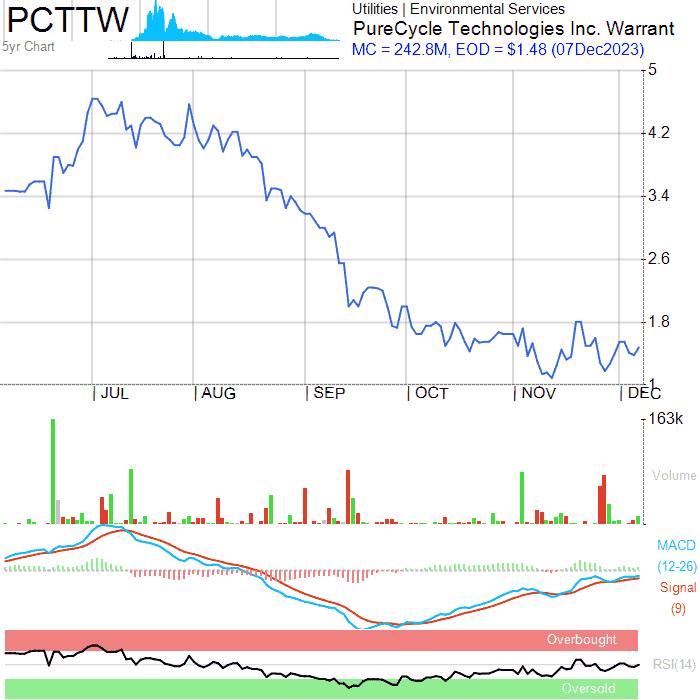 PCTTW
5yr Chart
Utilities | Environmental Services
PureCycle Technologies Inc. Warrant
MC = 242.8M, EOD = $1.48 (07Dec2023)
5
4.2
3.4
2.6
1.8
1
JUL AUG SEP OCT NOV DEC
163k
Volume
MACD
(12-26)
Signal
(9)
Overbought
RSI(14)
Oversold